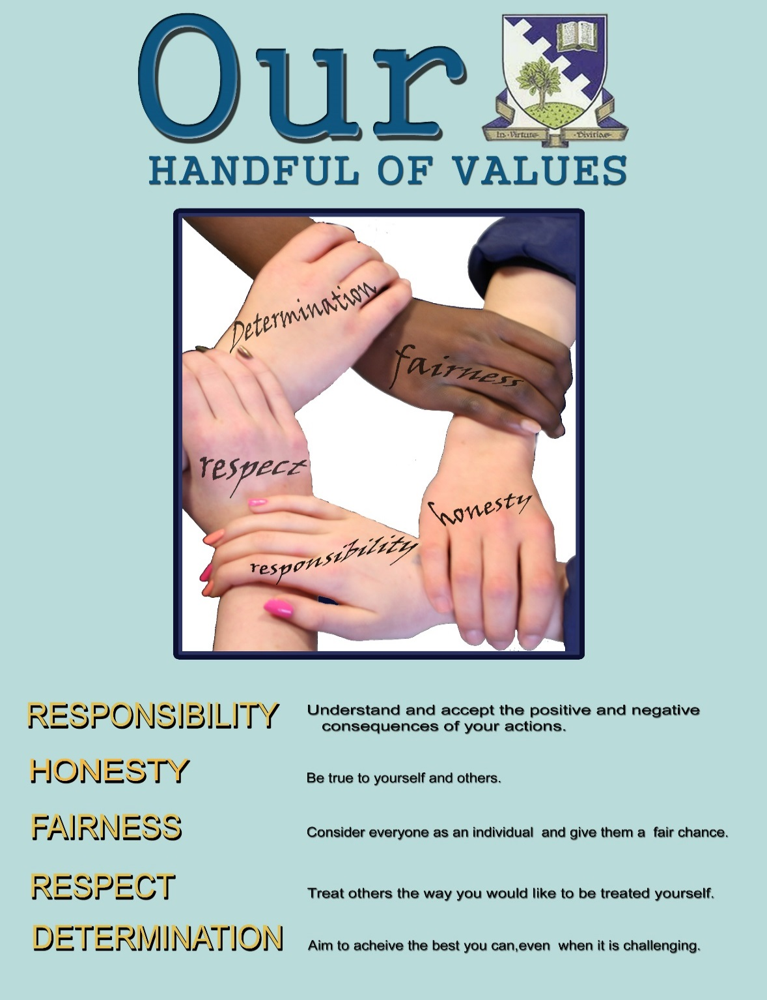 Our
In Virtute Divitiae
HANDFUL OF VALUES
Determination
fairness
respect
honesty
responsibility
RESPONSIBILITY
Understand and accept the positive and negative
consequences of your actions.
HONESTY
Be true to yourself and others.
FAIRNESS
Consider everyone as an individual and give them a fair chance.
RESPECT
Treat others the way you would like to be treated yourself.
DETERMINATION
Aim to acheive the best you can,even when it is challenging.